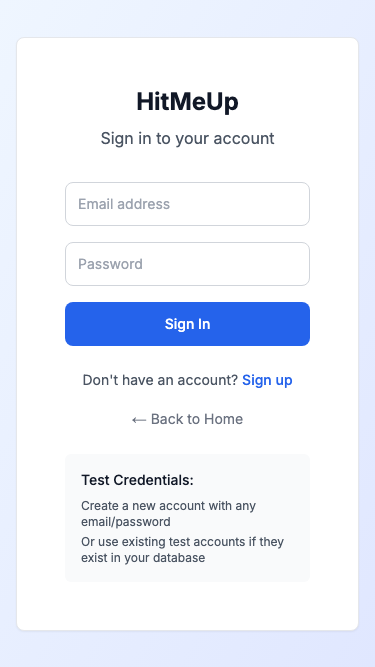 HitMeUp
Sign in to your account
Email address
Password
Sign In
Don't have an account? Sign up
← Back to Home
Test Credentials:
Create a new account with any
email/password
Or use existing test accounts if they
exist in your database